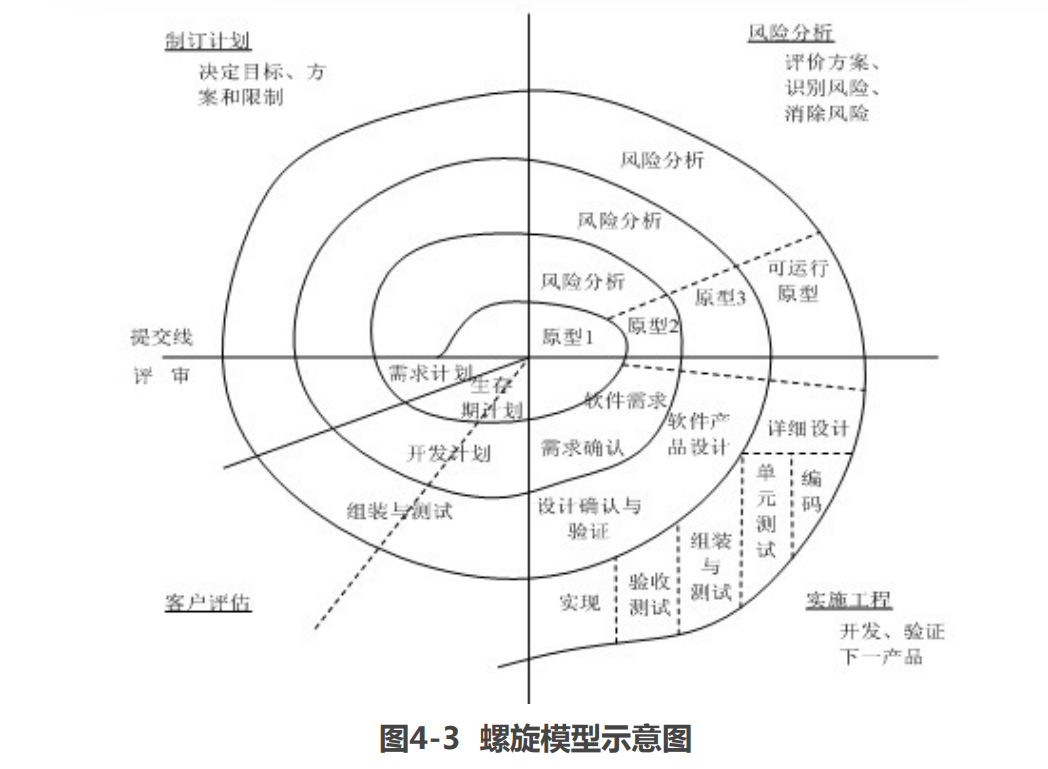 制订计划
决定目标、方
案和限制
风险分析
评价方案、
识别风险、
消除风险
风险分析
风险分析
风险分析
可运行
原型
原型3
原型2
原型1
提交线
评 审
需求计划
生存
期计划
软件需求
软件产
品设计
详细设计
开发计划
需求确认
单
元
测
试
编
码
组装与测试
设计确认与
验证
组装
与
测试
验收
测试
实现
客户评估
实施工程
开发、验证
下一产品
图4-3 螺旋模型示意图